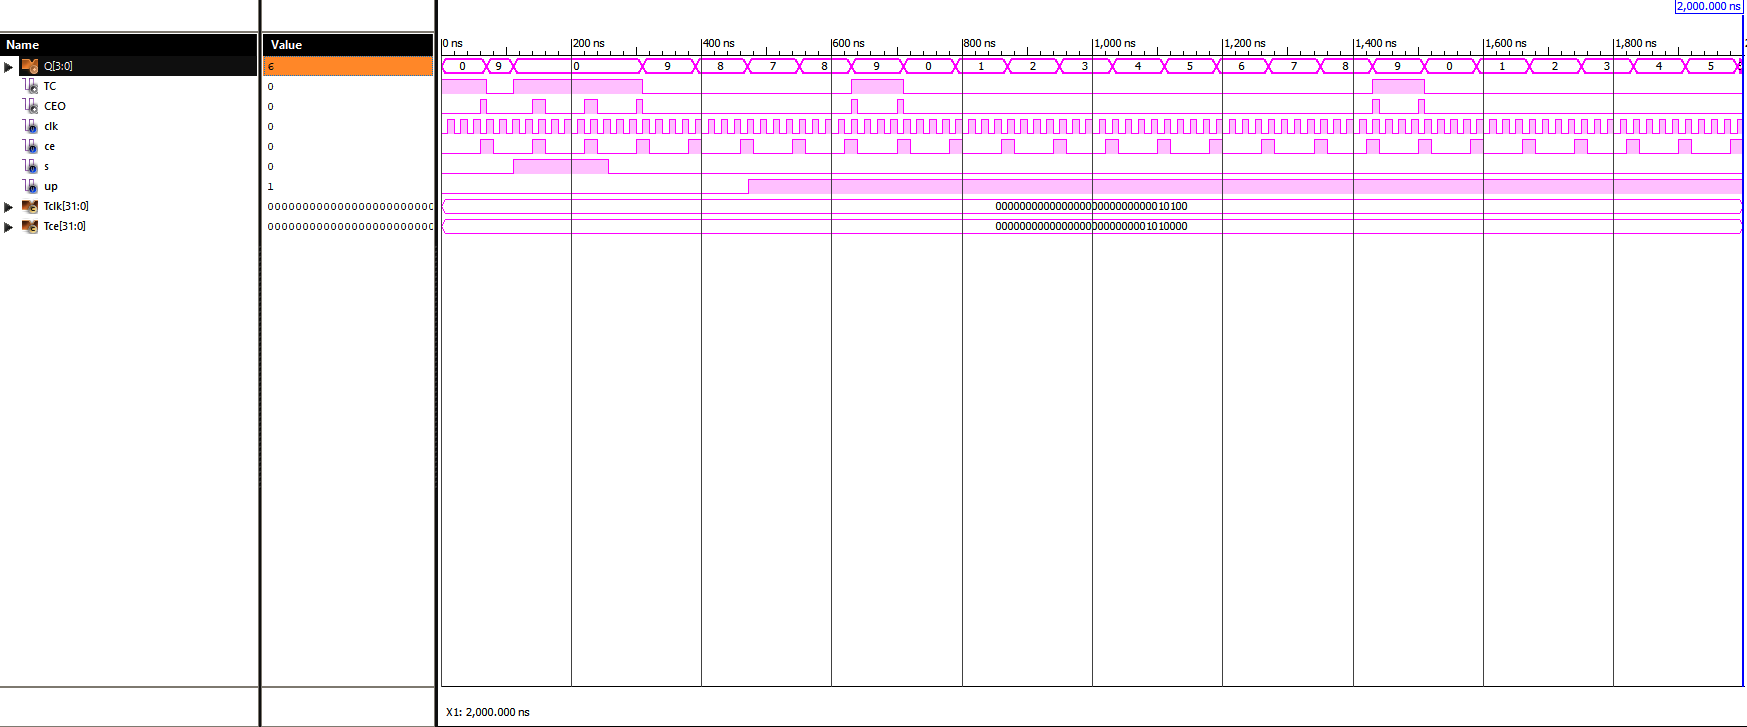 2,000.000 ns
Name Value
0 ns 200 ns 400 ns 600 ns 800 ns 1,000 ns 1,200 ns 1,400 ns 1,600 ns 1,800 ns
Q[3:0] 6 0 9 0 9 8 7 8 9 0 1 2 3 4 5 6 7 8 9 0 1 2 3 4 5
TC 0
CEO 0
clk 0
ce 0
s 0
up 1
Tclk[31:0] 00000000000000000000000000010100
Tce[31:0] 00000000000000000000000001010000
X1: 2,000.000 ns